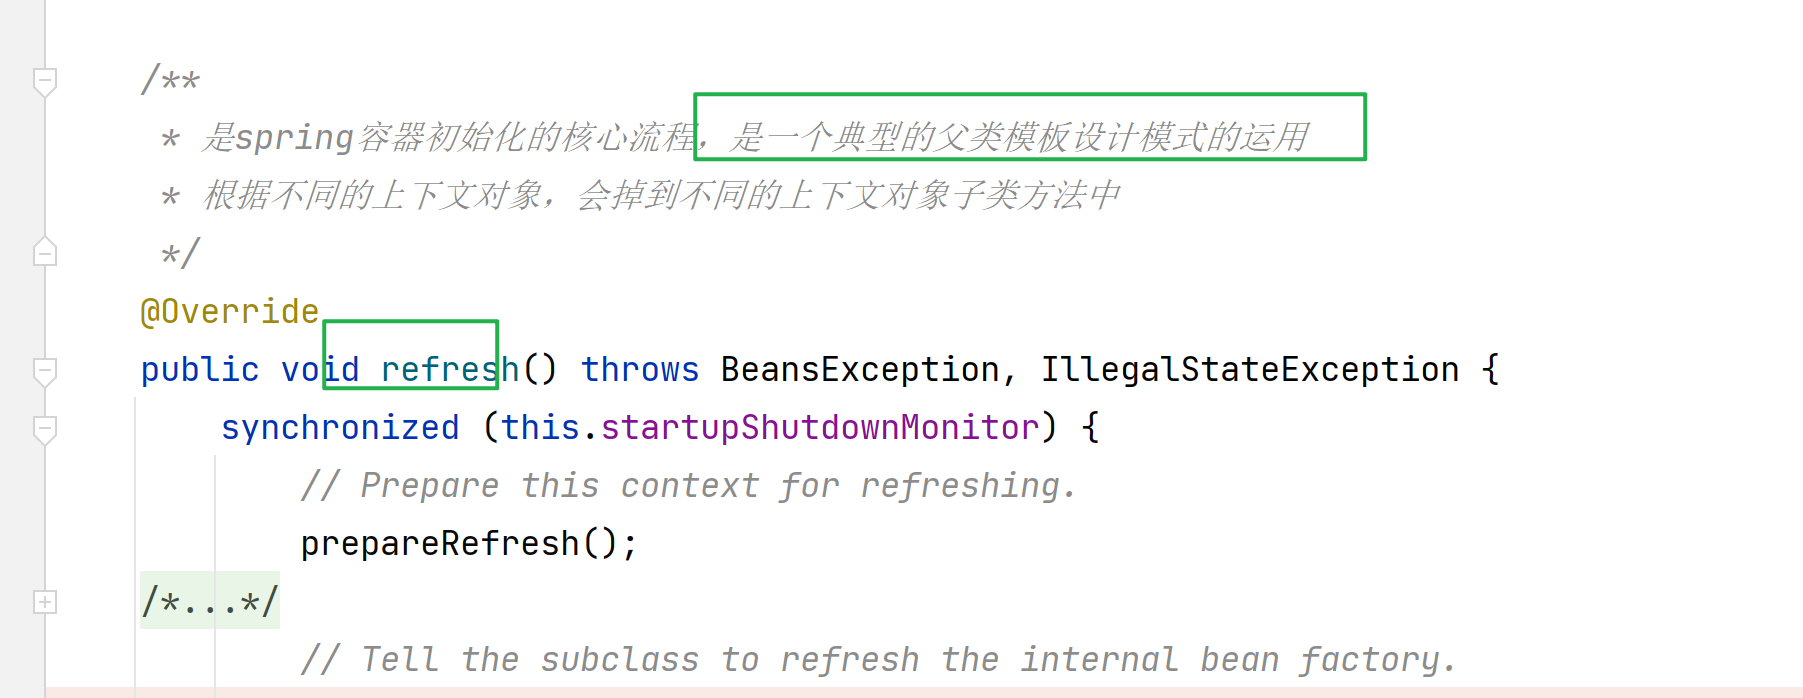 /**
* 是spring容器初始化的核心流程，是一个典型的父类模板设计模式的运用
* 根据不同的上下文对象，会掉到不同的上下文对象子类方法中
*/
@Override
public void refresh() throws BeansException, IllegalStateException {
synchronized (this.startupShutdownMonitor) {
// Prepare this context for refreshing.
prepareRefresh();
/*...*/
// Tell the subclass to refresh the internal bean factory.